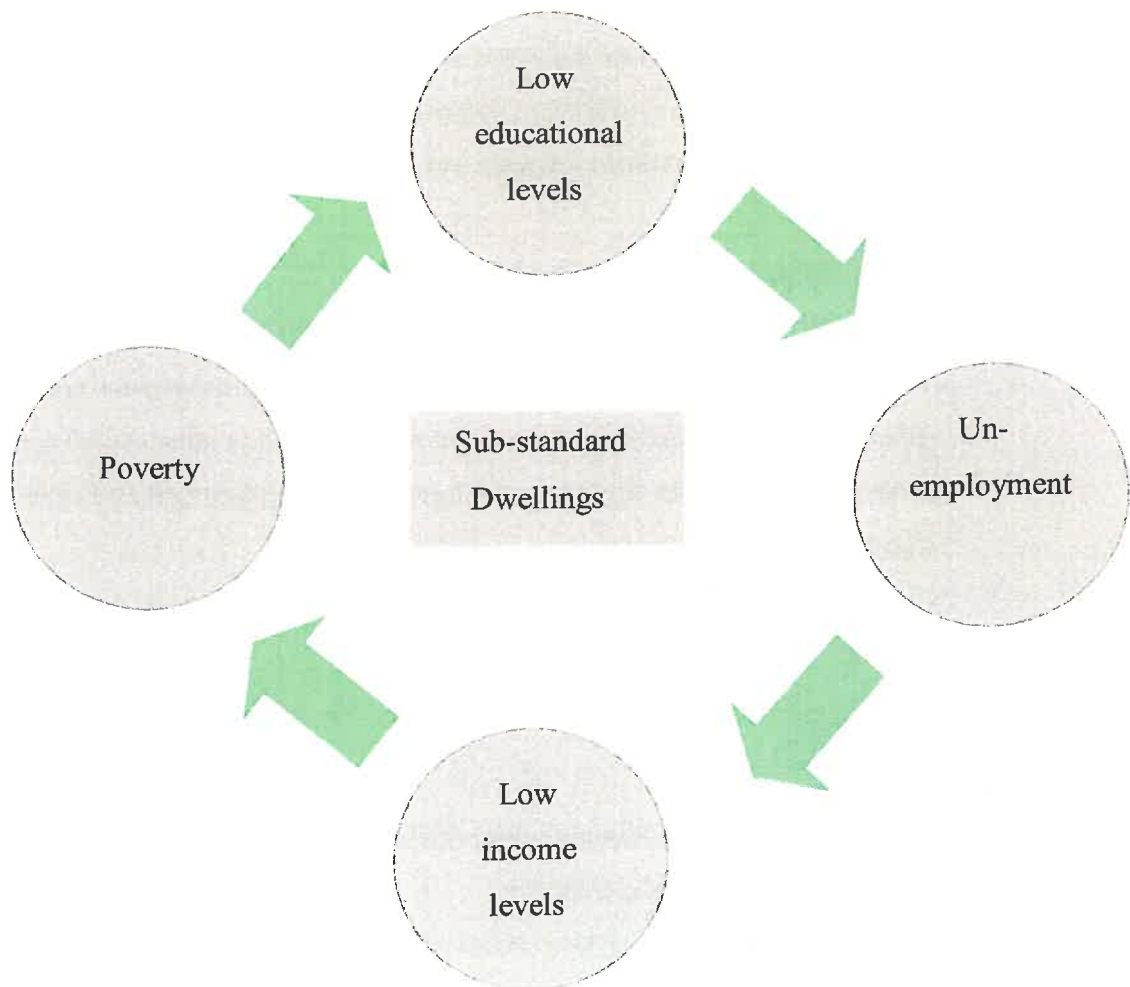 Low
educational
levels
Poverty
Sub-standard
Dwellings
Un-
employment
Low
income
levels